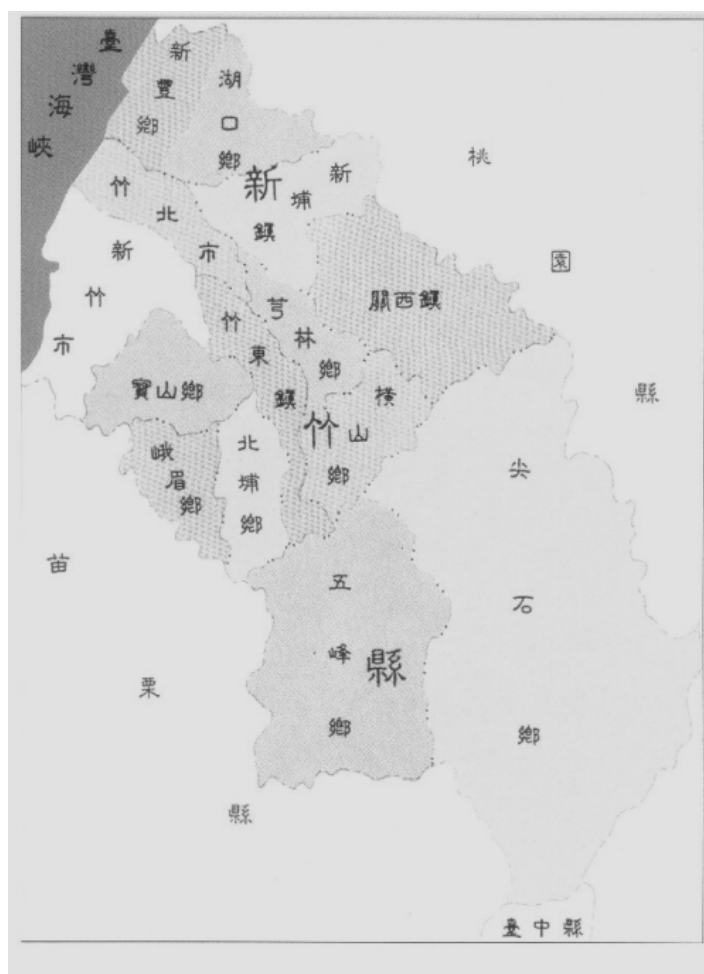 臺灣海峽
新豐鄉
湖口鄉
新竹縣
新埔鎮
桃園縣
竹北市
新竹市
關西鎮
芎林鄉
竹東鎮
寶山鄉
橫山鄉
北埔鄉
峨眉鄉
尖石鄉
五峰鄉
苗栗縣
臺中縣